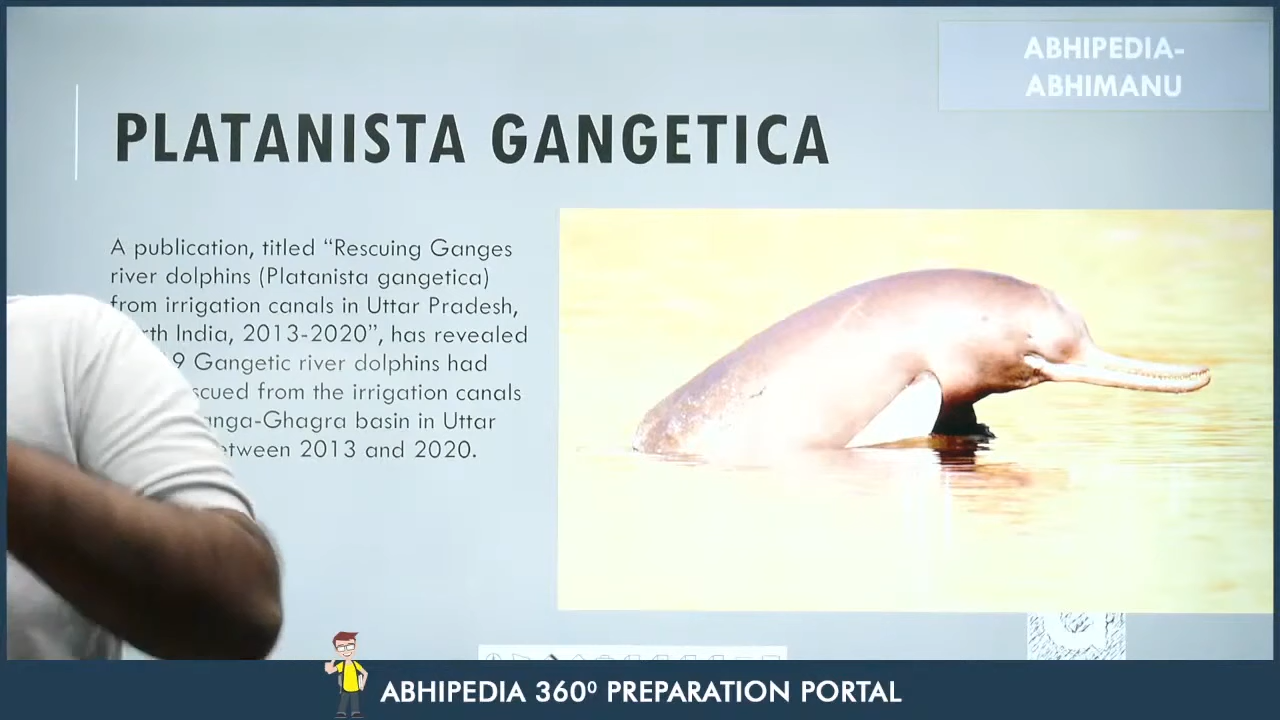 ABHIPEDIA-
ABHIMANU
PLATANISTA GANGETICA
A publication, titled “Rescuing Ganges
river dolphins (Platanista gangetica)
from irrigation canals in Uttar Pradesh,
India, 2013-2020”, has revealed
9 Gangetic river dolphins had
from the irrigation canals
basin in Uttar
2013 and 2020.
ABHIPEDIA 360⁰ PREPARATION PORTAL